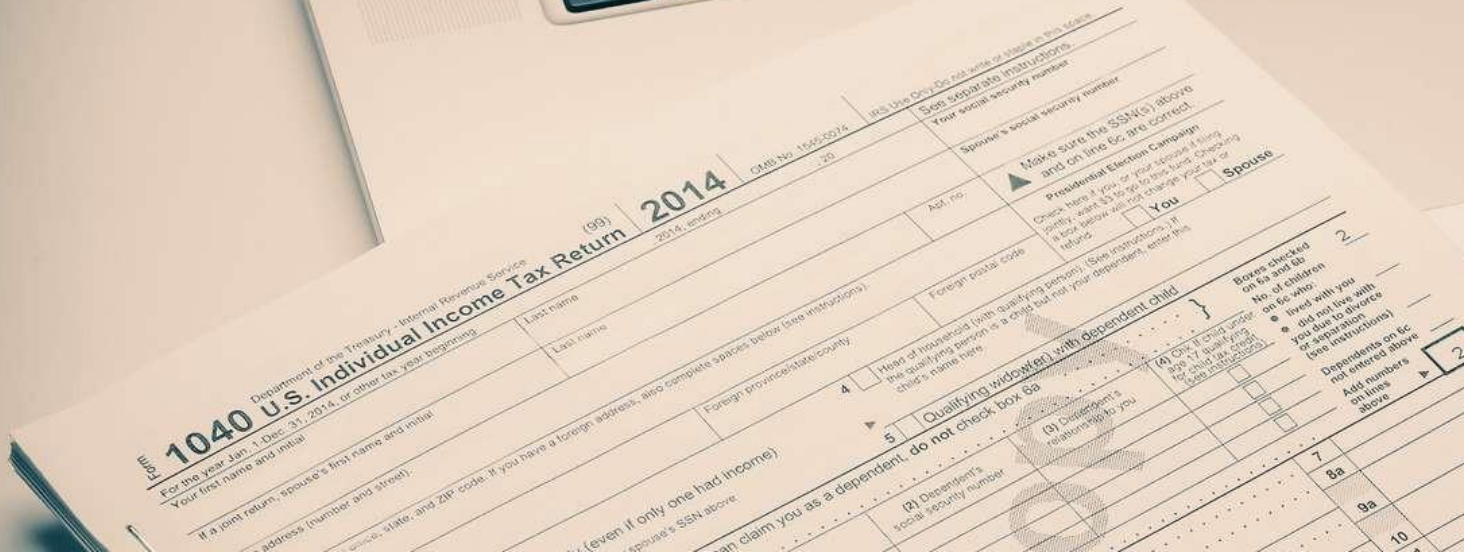 Form 1040
Department of the Treasury - Internal Revenue Service (99)
U.S. Individual Income Tax Return 2014
OMB No. 1545-0074
IRS Use Only-Do not write or staple in this space.
For the year Jan. 1-Dec. 31, 2014, or other tax year beginning , 2014, ending , 20
See separate instructions.
Your first name and initial
Last name
Your social security number
If a joint return, spouse's first name and initial
Last name
Spouse's social security number
address (number and street).
Apt. no.
Make sure the SSN(s) above
and on line 6c are correct.
state, and ZIP code. If you have a foreign address, also complete spaces below (see instructions).
Presidential Election Campaign
Check here if you, or your spouse if filing
jointly, want $3 to go to this fund. Checking
a box below will not change your tax or
refund.
You
Spouse
Foreign province/state/county
Foreign postal code
4
Head of household (with qualifying person). (See instructions.) If
the qualifying person is a child but not your dependent, enter this
child's name here.
(even if only one had income)
spouse's SSN above
5
Qualifying widow(er) with dependent child
claim you as a dependent, do not check box 6a
Boxes checked
on 6a and 6b
2
No. of children
on 6c who:
lived with you
did not live with
you due to divorce
or separation
(see instructions)
Dependents on 6c
not entered above
Add numbers
on lines
above
2
(2) Dependent's
social security number
(3) Dependent's
relationship to you
(4) Chk if child under
age 17 qualifying
for child tax credit
(see instructions)
7
8a
9a
10